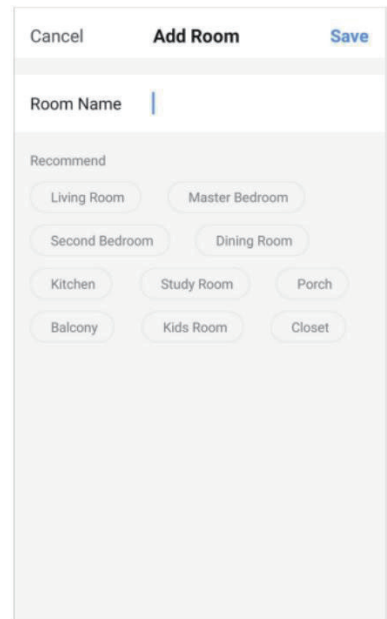 Cancel Add Room Save
Room Name
Recommend
Living Room Master Bedroom
Second Bedroom Dining Room
Kitchen Study Room Porch
Balcony Kids Room Closet